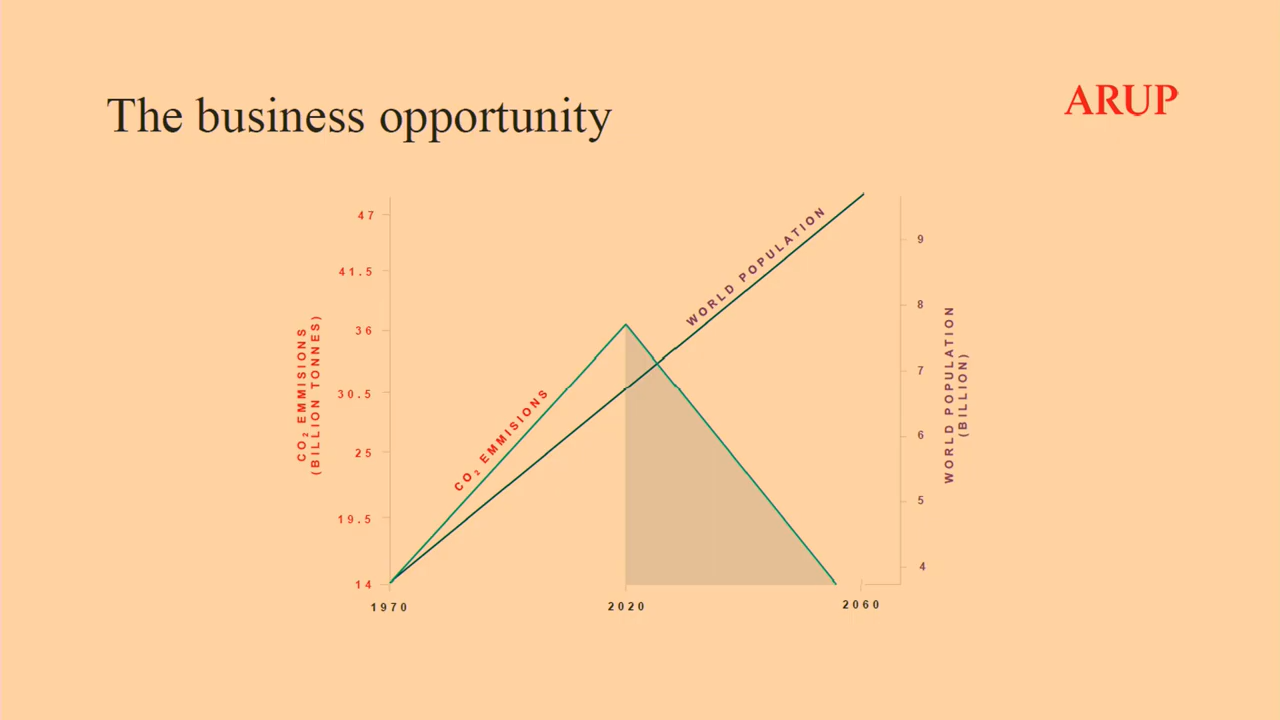 The business opportunity
ARUP
CO₂ EMMISIONS
(BILLION TONNES)
47
41.5
36
30.5
25
19.5
14
CO₂ EMMISIONS
WORLD POPULATION
9
8
7
6
5
4
WORLD POPULATION
(BILLION)
1970
2020
2060